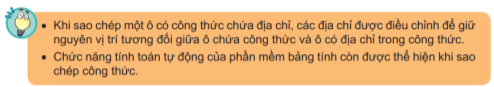 • Khi sao chép một ô có công thức chứa địa chỉ, các địa chỉ được điều chỉnh để giữ
nguyên vị trí tương đối giữa ô chứa công thức và ô có địa chỉ trong công thức.
• Chức năng tính toán tự động của phần mềm bảng tính còn được thể hiện khi sao
chép công thức.